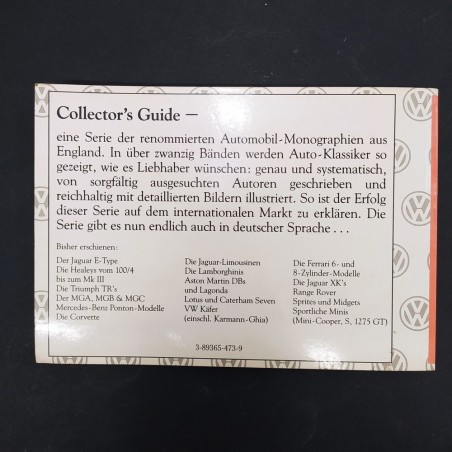 Collector's Guide —
eine Serie der renommierten Automobil-Monographien aus
England. In über zwanzig Bänden werden Auto-Klassiker so
gezeigt, wie es Liebhaber wünschen: genau und systematisch,
von sorgfältig ausgesuchten Autoren geschrieben und
reichhaltig mit detaillierten Bildern illustriert. So ist der Erfolg
dieser Serie auf dem internationalen Markt zu erklären. Die
Serie gibt es nun endlich auch in deutscher Sprache . . .
Bisher erschienen:
Der Jaguar E-Type
Die Healeys vom 100/4
bis zum Mk III
Die Triumph TR's
Der MGA, MGB & MGC
Mercedes-Benz Ponton-Modelle
Die Corvette
Die Jaguar-Limousinen
Die Lamborghinis
Aston Martin DBs
und Lagonda
Lotus und Caterham Seven
VW Käfer
(einschl. Karmann-Ghia)
Die Ferrari 6- und
8-Zylinder-Modelle
Die Jaguar XK's
Range Rover
Sprites und Midgets
Sportliche Minis
(Mini-Cooper, S, 1275 GT)
3-89365-473-9